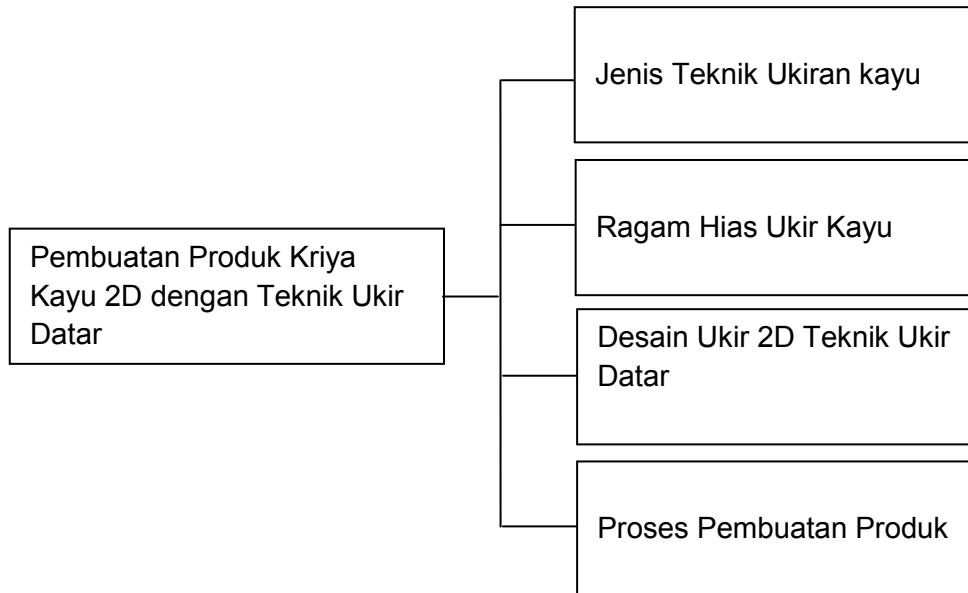 Jenis Teknik Ukiran kayu
Ragam Hias Ukir Kayu
Pembuatan Produk Kriya
Kayu 2D dengan Teknik Ukir
Datar
Desain Ukir 2D Teknik Ukir
Datar
Proses Pembuatan Produk